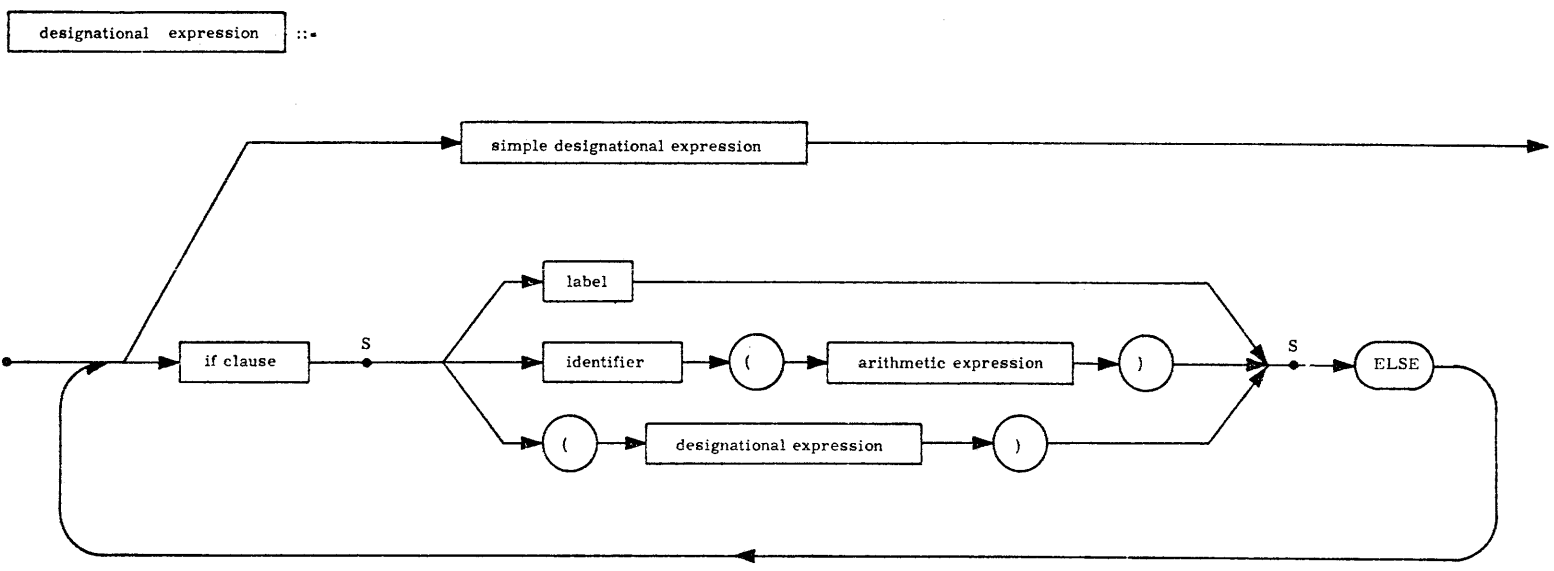 designational expression ::=
simple designational expression
label
if clause S identifier ( arithmetic expression ) S ELSE
( designational expression )